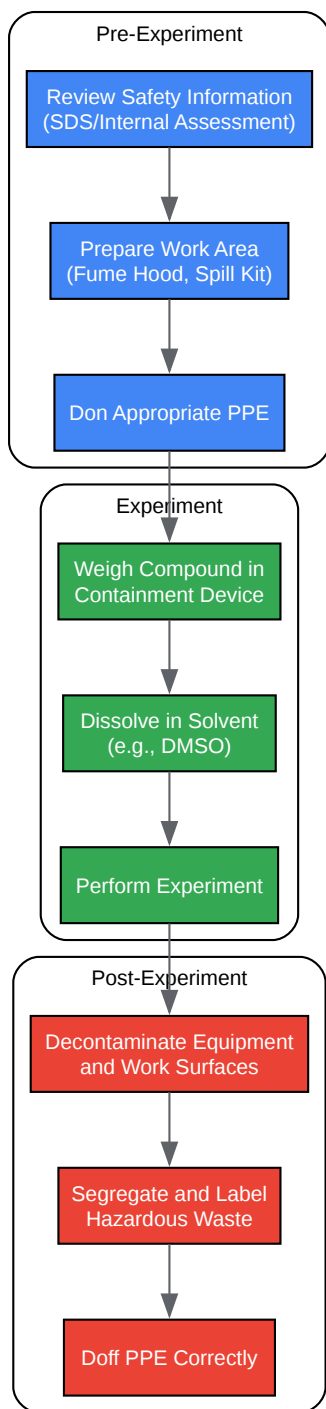 Pre-Experiment
Review Safety Information
(SDS/Internal Assessment)
Prepare Work Area
(Fume Hood, Spill Kit)
Don Appropriate PPE
Experiment
Weigh Compound in
Containment Device
Dissolve in Solvent
(e.g., DMSO)
Perform Experiment
Post-Experiment
Decontaminate Equipment
and Work Surfaces
Segregate and Label
Hazardous Waste
Doff PPE Correctly